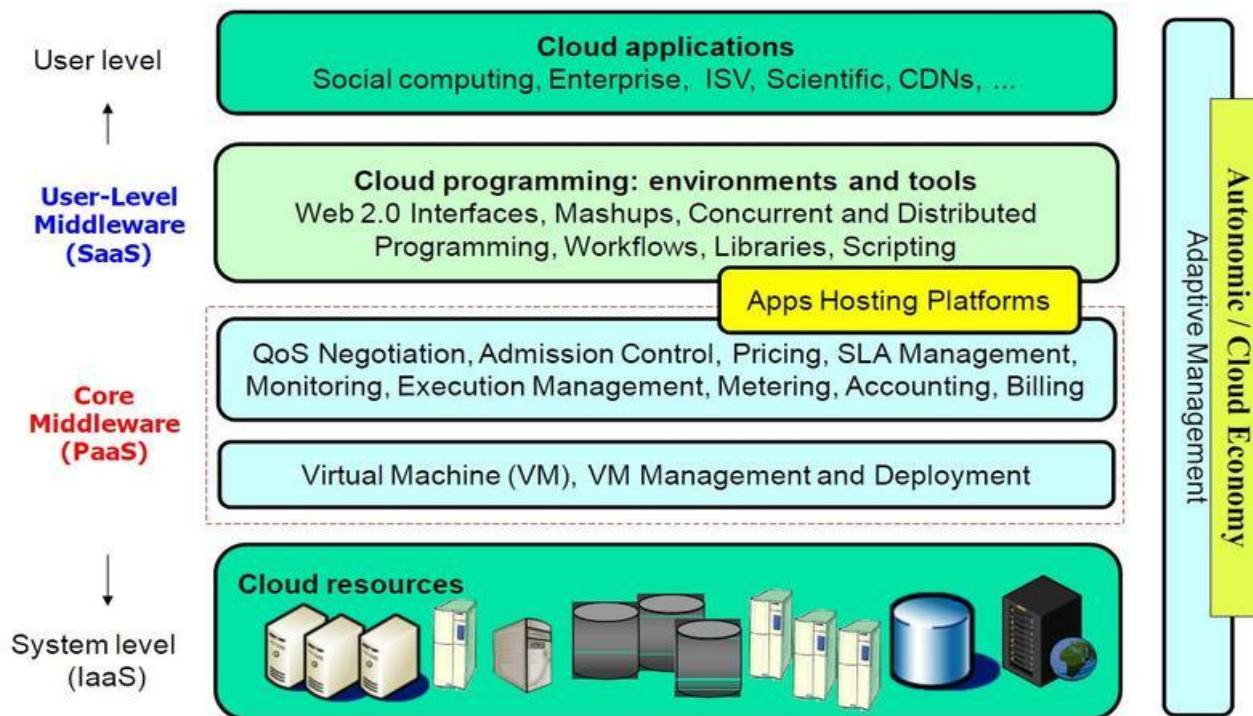 User level
Cloud applications
Social computing, Enterprise, ISV, Scientific, CDNs, ...
User-Level
Middleware
(SaaS)
Cloud programming: environments and tools
Web 2.0 Interfaces, Mashups, Concurrent and Distributed
Programming, Workflows, Libraries, Scripting
Apps Hosting Platforms
Core
Middleware
(PaaS)
QoS Negotiation, Admission Control, Pricing, SLA Management,
Monitoring, Execution Management, Metering, Accounting, Billing
Virtual Machine (VM), VM Management and Deployment
System level
(IaaS)
Cloud resources
Adaptive Management
Autonomic / Cloud Economy